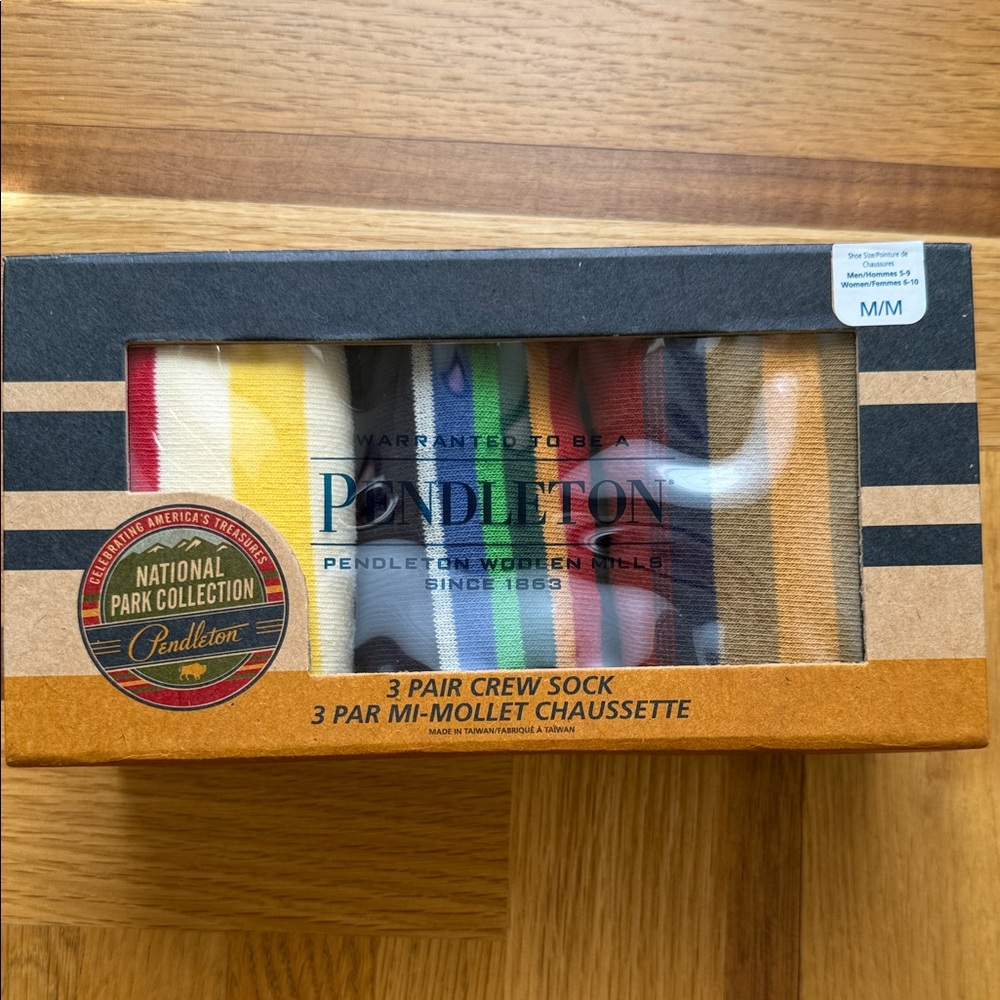 Shoe Size/Pointure de
Chaussures
Men/Hommes 5-9
Women/Femmes 6-10
M/M
WARRANTED TO BE A
PENDLETON®
PENDLETON WOOLEN MILLS
SINCE 1863
CELEBRATING AMERICA'S TREASURES
NATIONAL
PARK COLLECTION
Pendleton
3 PAIR CREW SOCK
3 PAR MI-MOLLET CHAUSSETTE
MADE IN TAIWAN/FABRIQUÉ À TAÏWAN